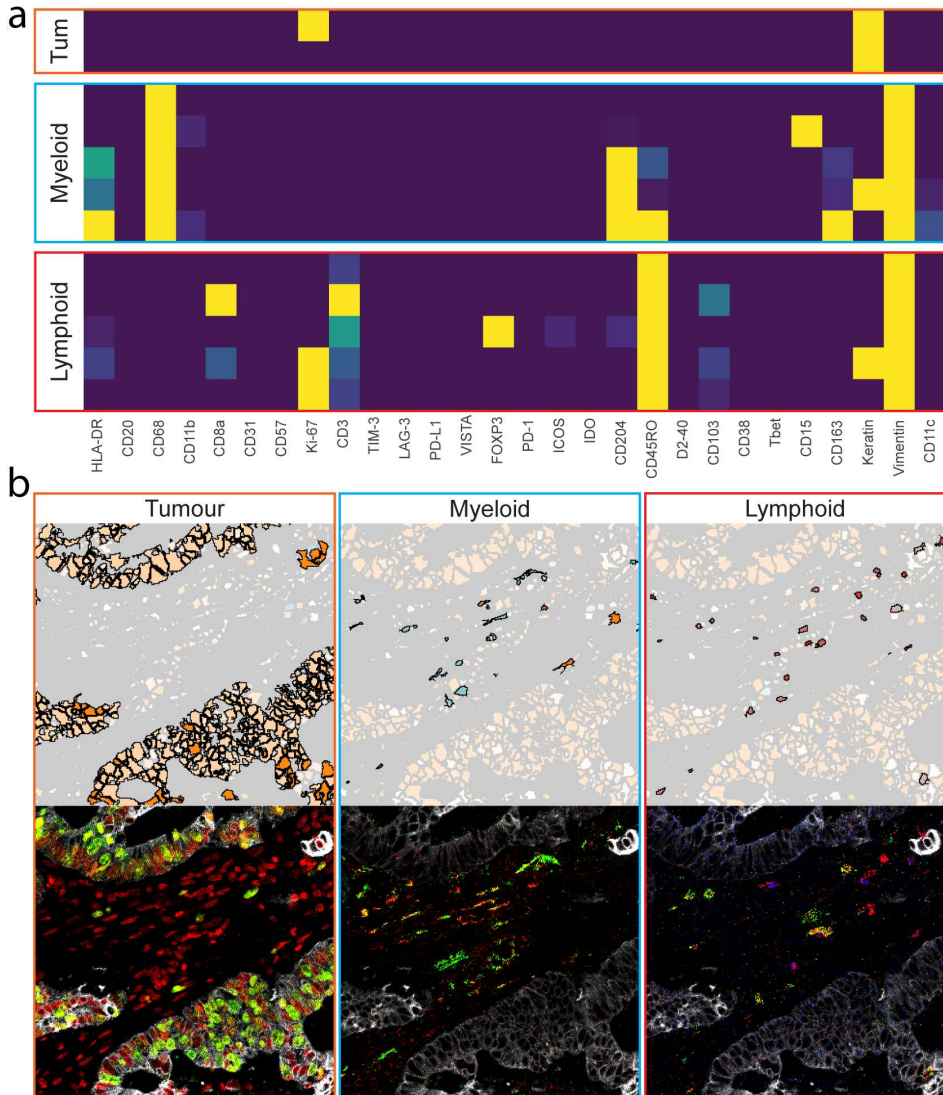 a
Tum
Myeloid
Lymphoid
HLA-DR
CD20
CD68
CD11b
CD8a
CD31
CD57
Ki-67
CD3
TIM-3
LAG-3
PD-L1
VISTA
FOXP3
PD-1
ICOS
IDO
CD204
CD45RO
D2-40
CD103
CD38
Tbet
CD15
CD163
Keratin
Vimentin
CD11c
b
Tumour
Myeloid
Lymphoid